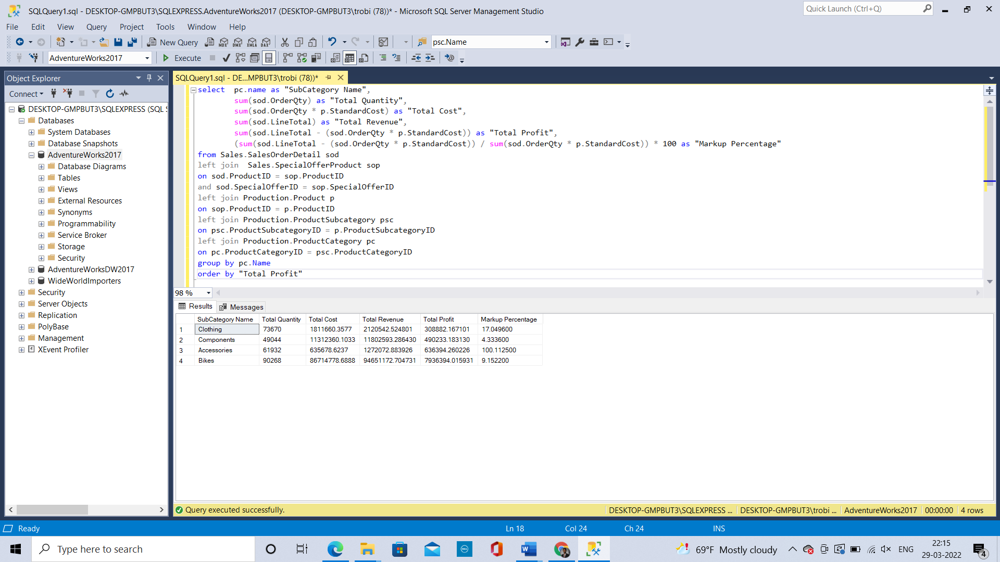 SQLQuery1.sql - DESKTOP-GMPBUT3\SQLEXPRESS.AdventureWorks2017 (DESKTOP-GMPBUT3\trobi (78))* - Microsoft SQL Server Management Studio
Quick Launch (Ctrl+Q)
File Edit View Query Project Tools Window Help
New Query MDX DMX XMLA DAX psc.Name
AdventureWorks2017 Execute
Object Explorer
Connect
DESKTOP-GMPBUT3\SQLEXPRESS (SQL S
Databases
System Databases
Database Snapshots
AdventureWorks2017
Database Diagrams
Tables
Views
External Resources
Synonyms
Programmability
Service Broker
Storage
Security
AdventureWorksDW2017
WideWorldImporters
Security
Server Objects
Replication
PolyBase
Management
XEvent Profiler
SQLQuery1.sql - DE...MPBUT3\trobi (78))*
select  pc.name as "SubCategory Name",
sum(sod.OrderQty) as "Total Quantity",
sum(sod.OrderQty * p.StandardCost) as "Total Cost",
sum(sod.LineTotal) as "Total Revenue",
sum(sod.LineTotal - (sod.OrderQty * p.StandardCost)) as "Total Profit",
(sum(sod.LineTotal - (sod.OrderQty * p.StandardCost)) / sum(sod.OrderQty * p.StandardCost)) * 100 as "Markup Percentage"
from Sales.SalesOrderDetail sod
left join  Sales.SpecialOfferProduct sop
on sod.ProductID = sop.ProductID
and sod.SpecialOfferID = sop.SpecialOfferID
left join Production.Product p
on sop.ProductID = p.ProductID
left join Production.ProductSubcategory psc
on psc.ProductSubcategoryID = p.ProductSubcategoryID
left join Production.ProductCategory pc
on pc.ProductCategoryID = psc.ProductCategoryID
group by pc.Name
order by "Total Profit"
98 %
Results Messages
SubCategory Name Total Quantity Total Cost Total Revenue Total Profit Markup Percentage
1 Clothing 73670 1811660.3577 2120542.524801 308882.167101 17.049600
2 Components 49044 11312360.1033 11802593.286430 490233.183130 4.333600
3 Accessories 61932 635678.6237 1272072.883926 636394.260226 100.112500
4 Bikes 90268 86714778.6888 94651172.704731 7936394.015931 9.152200
Query executed successfully. DESKTOP-GMPBUT3\SQLEXPRESS ... DESKTOP-GMPBUT3\trobi ... AdventureWorks2017 00:00:00 4 rows
Ready Ln 18 Col 24 Ch 24 INS
Type here to search
69°F Mostly cloudy ENG
22:15
29-03-2022
4